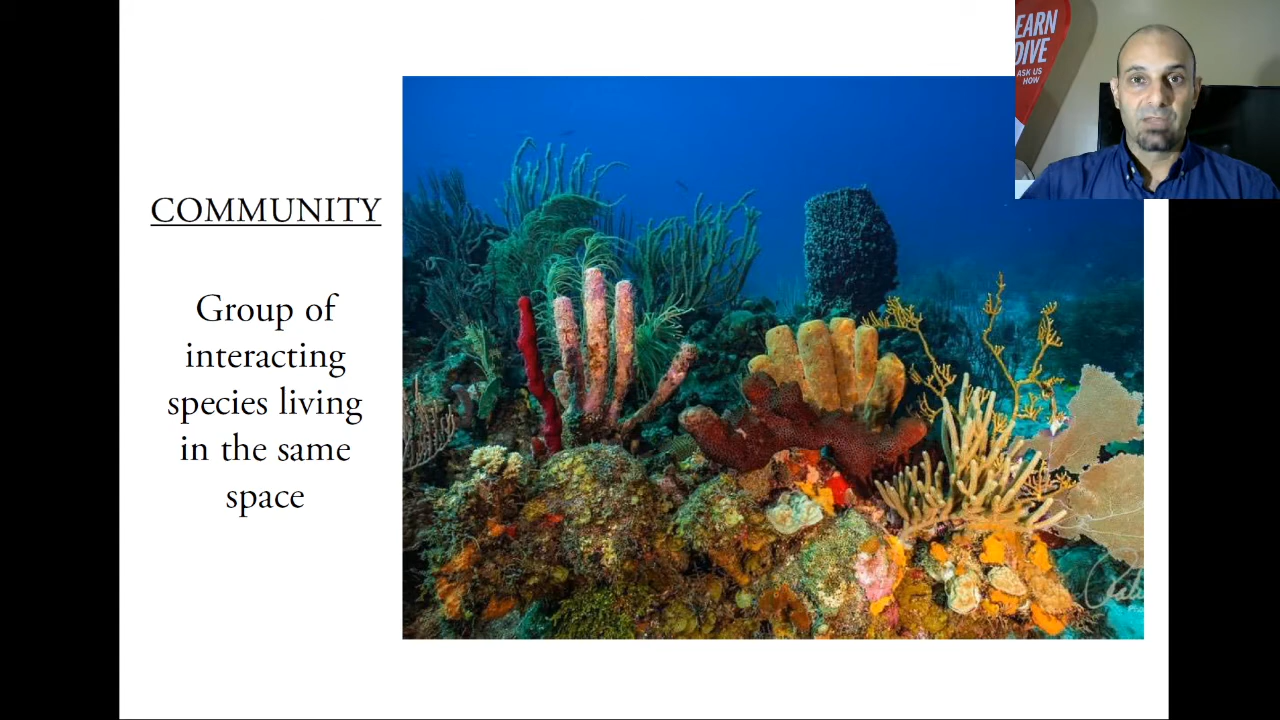 COMMUNITY
Group of
interacting
species living
in the same
space
EARN
DIVE
ASK US
HOW